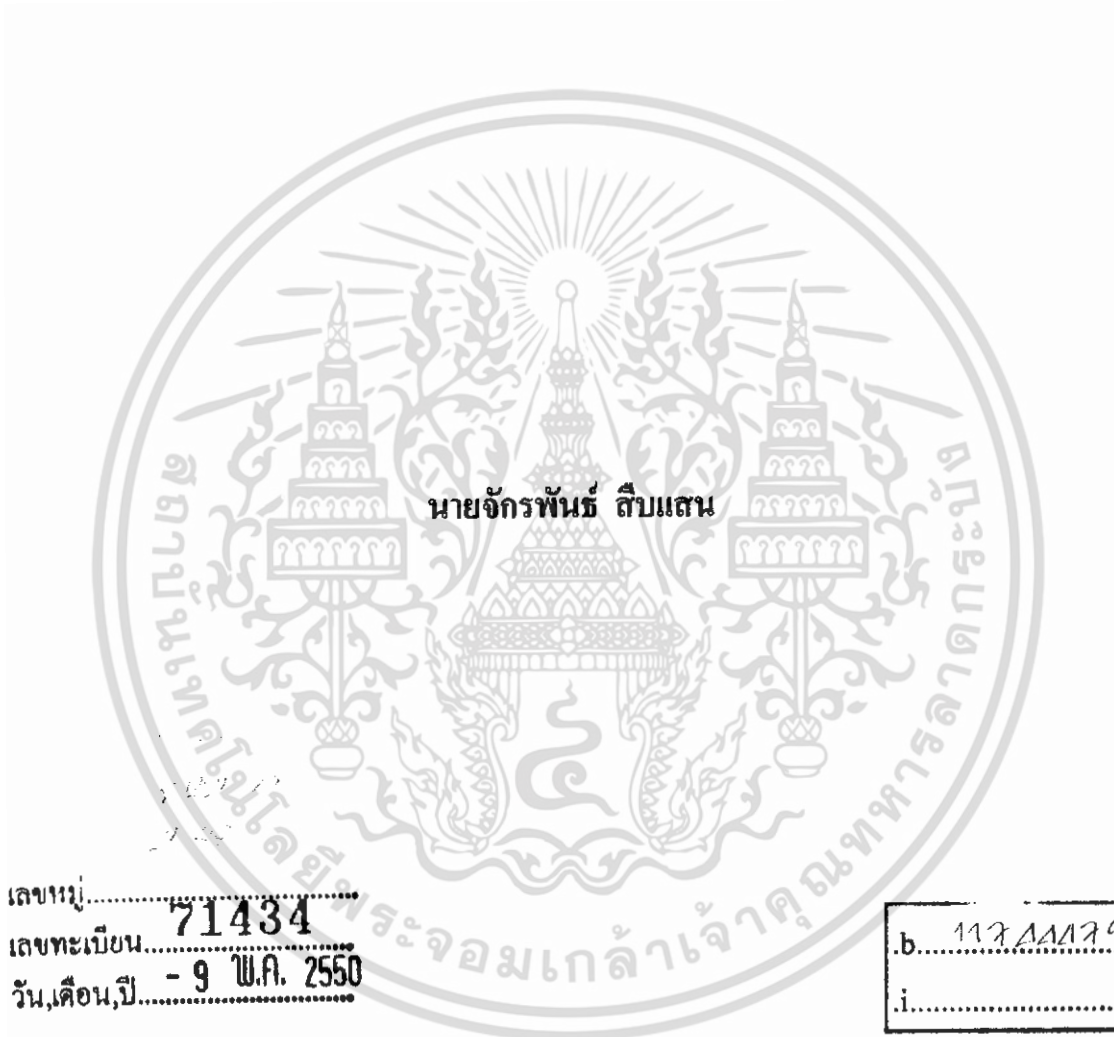 นายจักรพันธ์ สืบแสน
สถาบันเทคโนโลยีพระจอมเกล้าเจ้าคุณทหารลาดกระบัง
๔
เลขหมู่
เลขทะเบียน 71434
วัน,เดือน,ปี - 9 พ.ค. 2550
.b.
.i.